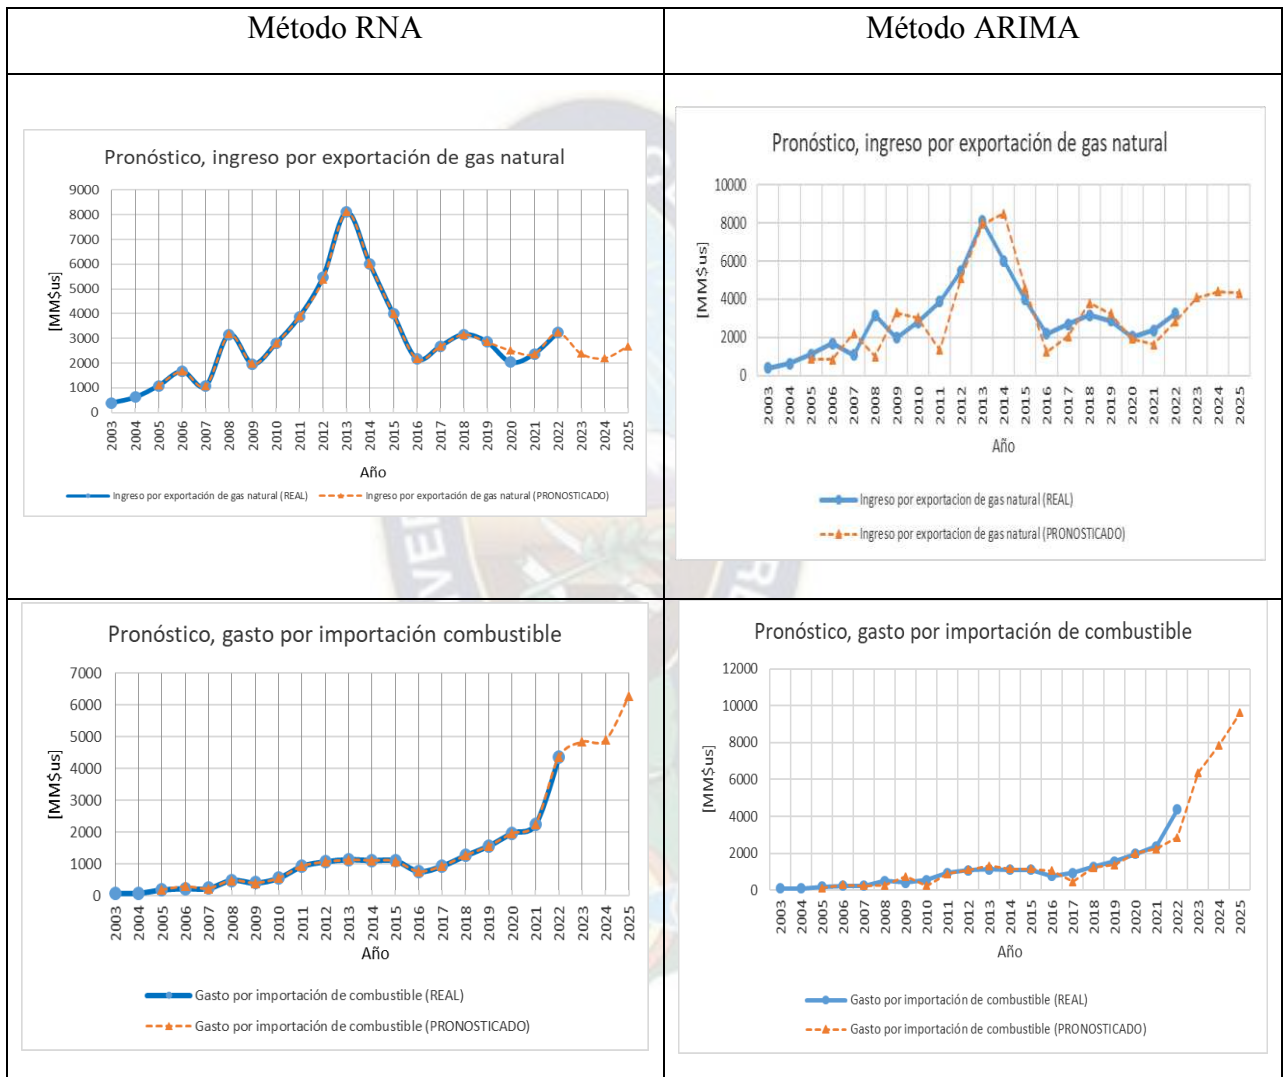 Método RNA
Método ARIMA
Pronóstico, ingreso por exportación de gas natural
[MM$us]
9000
8000
7000
6000
5000
4000
3000
2000
1000
0
2003 2004 2005 2006 2007 2008 2009 2010 2011 2012 2013 2014 2015 2016 2017 2018 2019 2020 2021 2022 2023 2024 2025
Año
Ingreso por exportación de gas natural (REAL) Ingreso por exportación de gas natural (PRONOSTICADO)
Pronóstico, ingreso por exportación de gas natural
[MM$us]
10000
8000
6000
4000
2000
0
2003 2004 2005 2006 2007 2008 2009 2010 2011 2012 2013 2014 2015 2016 2017 2018 2019 2020 2021 2022 2023 2024 2025
Año
Ingreso por exportacion de gas natural (REAL)
Ingreso por exportacion de gas natural (PRONOSTICADO)
Pronóstico, gasto por importación combustible
[MM$us]
7000
6000
5000
4000
3000
2000
1000
0
2003 2004 2005 2006 2007 2008 2009 2010 2011 2012 2013 2014 2015 2016 2017 2018 2019 2020 2021 2022 2023 2024 2025
Año
Gasto por importación de combustible (REAL)
Gasto por importación de combustible (PRONOSTICADO)
Pronóstico, gasto por importación de combustible
[MM$us]
12000
10000
8000
6000
4000
2000
0
2003 2004 2005 2006 2007 2008 2009 2010 2011 2012 2013 2014 2015 2016 2017 2018 2019 2020 2021 2022 2023 2024 2025
Año
Gasto por importación de combustible (REAL)
Gasto por importación de combustible (PRONOSTICADO)